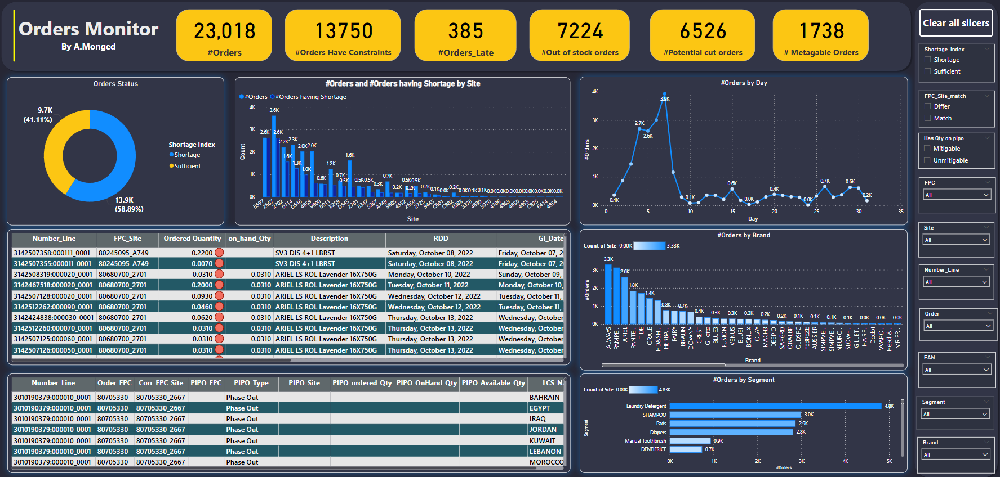 Orders Monitor
By A.Monged
23,018
#Orders
13750
#Orders Have Constraints
385
#Orders_Late
7224
#Out of stock orders
6526
#Potential cut orders
1738
# Metagable Orders
Clear all slicers
Shortage_Index
Shortage
Sufficient
FPC_Site_match
Differ
Match
Has Qty on pipo
Mitigable
Unmitigable
FPC
All
Site
All
Number_Line
All
Order
All
EAN
All
Segment
All
Brand
All
Orders Status
9.7K
(41.11%)
13.9K
(58.89%)
Shortage Index
Shortage
Sufficient
#Orders and #Orders having Shortage by Site
#Orders #Orders having Shortage
Count
4K
3K
2K
1K
0K
2.6K 3.6K 2.6K 2.2K 1.6K 2.3K 1.3K 2.0K 1.0K 2.0K 0.6K 1.2K 0.7K 0.5K 1.6K 0.5K 0.5K 0.3K 0.7K 0.2K 0.5K 0.2K 0.5K 0.2K 0.1K 0.0K 0.2K 0.0K 0.1K 0.1K 0.0K 0.0K 0.0K 0.0K 0.0K 0.0K 0.0K 0.0K
B597 2667 2702 0114 D546 4859 V800 0011 B259 D545 2701 8347 5267 A749 9805 4552 2650 2725 9445 C601 C882 0288 3378 4830 3970 4106 4863 4850 4853 C875 6414 4854
Site
#Orders by Day
#Orders
4K
3K
2K
1K
0K
0.4K 2.7K 2.6K 3.9K 0.1K 0.6K 0.0K 0.4K 0.0K 0.7K 0.6K 0.2K
0 5 10 15 20 25 30 35
Day
Number_Line FPC_Site Ordered Quantity on_hand_Qty Description RDD GI_Date
3142507358:000111_0001 80245095_A749 0.2200 SV3 DIS 4+1 LBRST Saturday, October 08, 2022 Friday, October 07, 2
3142507355:000011_0001 80245095_A749 0.0070 SV3 DIS 4+1 LBRST Saturday, October 08, 2022 Friday, October 07, 2
3142508319:000020_0001 80680700_2701 0.0310 0.0310 ARIEL LS ROL Lavender 16X750G Monday, October 10, 2022 Sunday, October 09,
3142467518:000020_0001 80680700_2701 0.2000 0.0310 ARIEL LS ROL Lavender 16X750G Tuesday, October 11, 2022 Monday, October 10,
3142507128:000020_0001 80680700_2701 0.0930 0.0310 ARIEL LS ROL Lavender 16X750G Wednesday, October 12, 2022 Tuesday, October 11,
3142512262:000090_0001 80680700_2701 0.0460 0.0310 ARIEL LS ROL Lavender 16X750G Wednesday, October 12, 2022 Tuesday, October 11,
3142424838:000030_0001 80680700_2701 0.0620 0.0310 ARIEL LS ROL Lavender 16X750G Thursday, October 13, 2022 Wednesday, October
3142512260:000070_0001 80680700_2701 0.0310 0.0310 ARIEL LS ROL Lavender 16X750G Thursday, October 13, 2022 Wednesday, October
3142507125:000060_0001 80680700_2701 0.0310 0.0310 ARIEL LS ROL Lavender 16X750G Thursday, October 13, 2022 Wednesday, October
3142507126:000050_0001 80680700_2701 0.0310 0.0310 ARIEL LS ROL Lavender 16X750G Thursday, October 13, 2022 Wednesday, October
#Orders by Brand
Count of Site 0.00K 3.33K
#Orders
3K
2K
1K
0K
3.3K 2.6K 1.8K 1.4K 0.8K 0.7K 0.4K 0.3K 0.3K 0.3K 0.2K 0.2K 0.1K 0.1K 0.1K 0.1K 0.0K 0.0K 0.0K
ALWAYS PAMPE... ARIEL PANTE... TIDE ORALB HD&SH... HERBA... FAIRY BRAUN DOWNY CREST Gillette BLUE3 FUSION VENUS BLUEII BONUX OLAY MACH3 DEEPIO SAFGRD ORALBP OLDSPC FEBREZE AUSSIER SIMPVE... SIMPVE... NEURO... SLOW-... GILLET... HAIRE... Dodot VVAPO... Head &... MR PR...
Brand
Number_Line Order_FPC Corr_FPC_Site PIPO_FPC PIPO_Type PIPO_Site PIPO_ordered_Qty PIPO_OnHand_Qty PIPO_Available_Qty LCS_Na
3010190379:000010_0001 80705330 80705330_2667 Phase Out BAHRAIN
3010190379:000010_0001 80705330 80705330_2667 Phase Out EGYPT
3010190379:000010_0001 80705330 80705330_2667 Phase Out IRAQ
3010190379:000010_0001 80705330 80705330_2667 Phase Out JORDAN
3010190379:000010_0001 80705330 80705330_2667 Phase Out KUWAIT
3010190379:000010_0001 80705330 80705330_2667 Phase Out LEBANON
3010190379:000010_0001 80705330 80705330_2667 Phase Out MOROCCO
#Orders by Segment
Count of Site 0.00K 4.83K
Segment
Laundry Detergent 4.8K
SHAMPOO 3.0K
Pads 2.9K
Diapers 2.8K
Manual Toothbrush 0.9K
DENTIFRICE 0.7K
0K 1K 2K 3K 4K 5K
#Orders